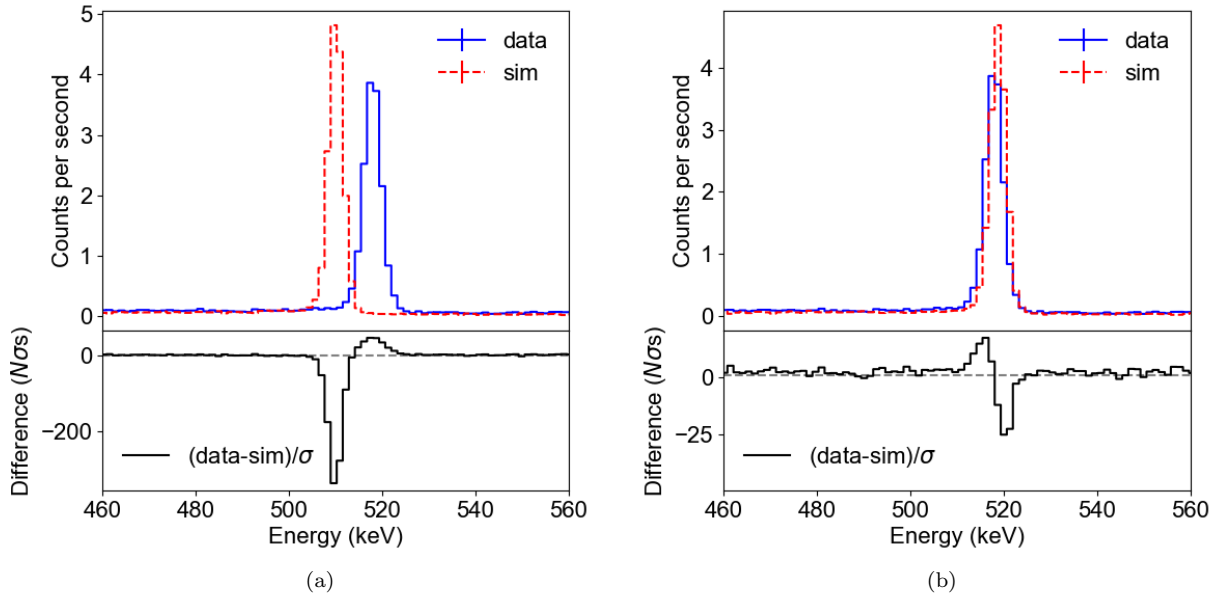 5
4
3
2
1
0
Counts per second
data
sim
0
−200
Difference (Nσs)
(data-sim)/σ
460 480 500 520 540 560
Energy (keV)
(a)
4
3
2
1
0
Counts per second
data
sim
0
−25
Difference (Nσs)
(data-sim)/σ
460 480 500 520 540 560
Energy (keV)
(b)